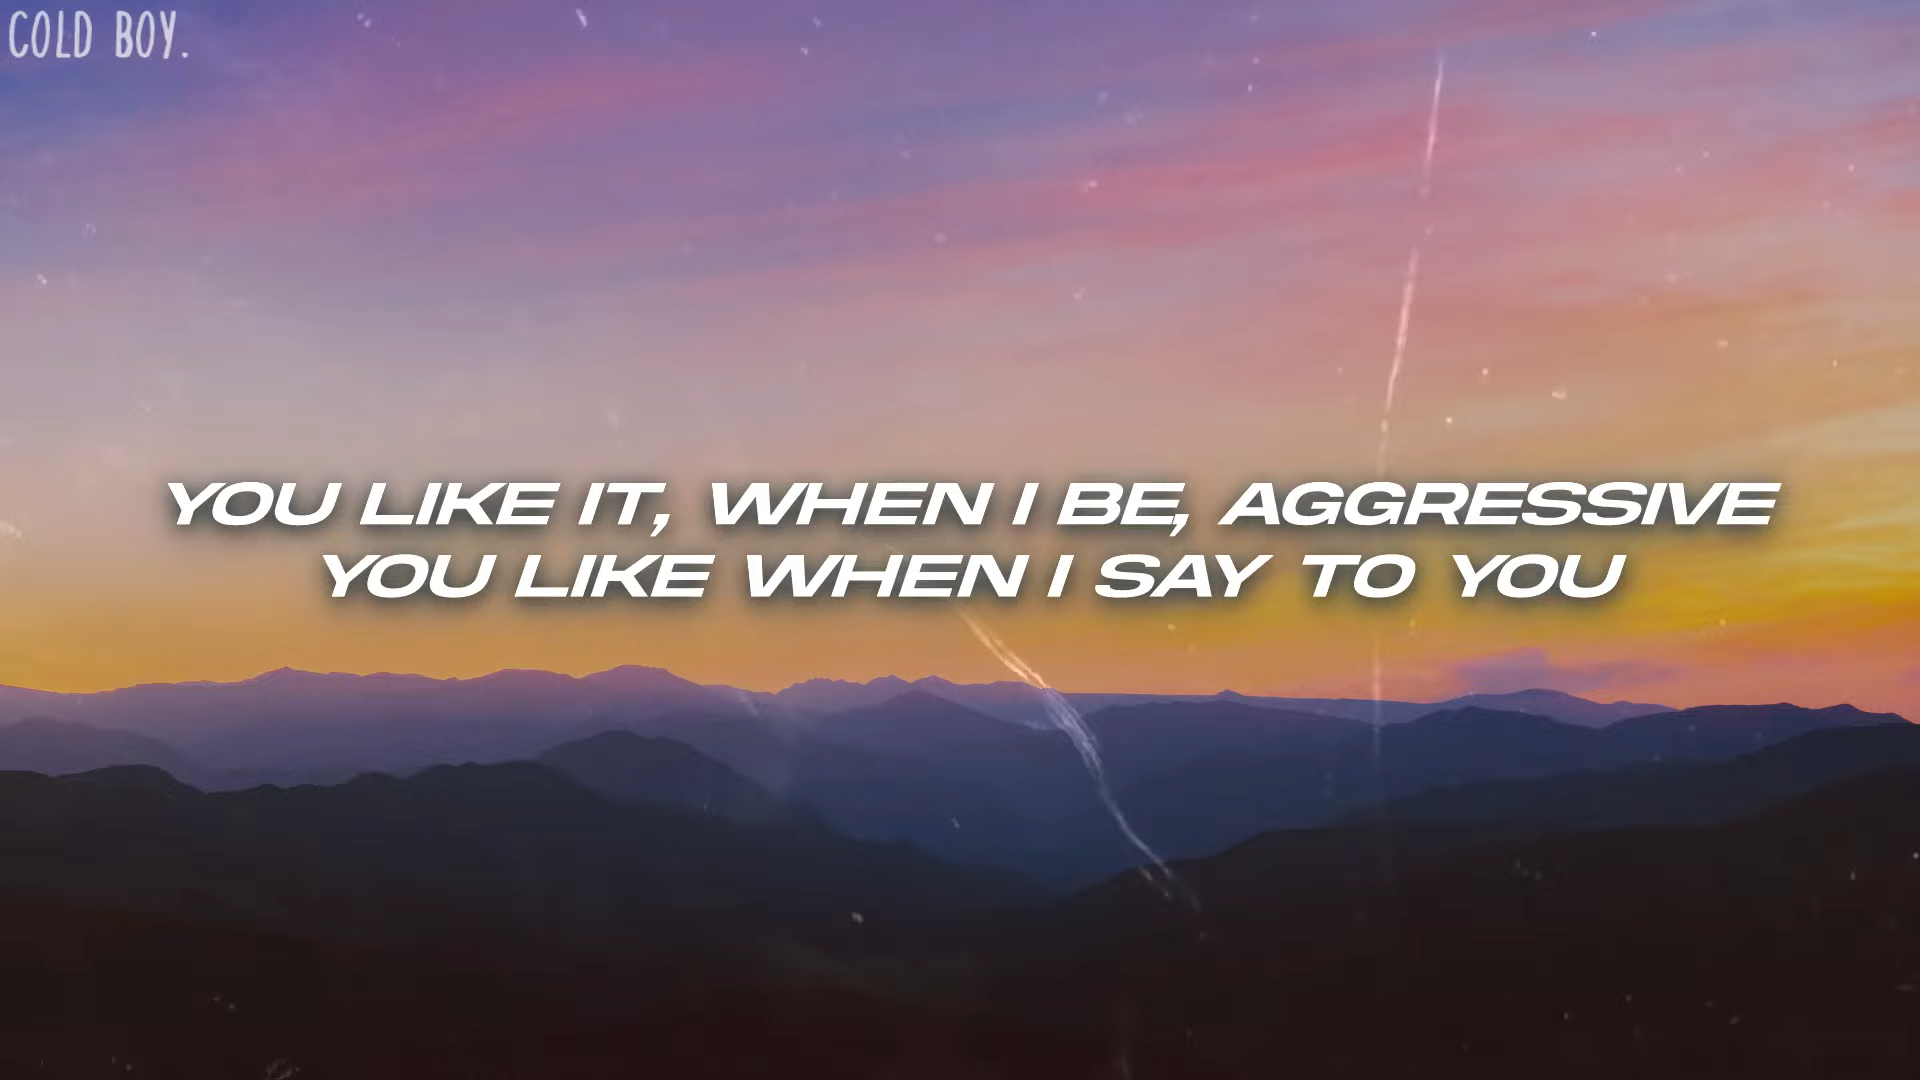 COLD BOY.
YOU LIKE IT, WHEN I BE, AGGRESSIVE
YOU LIKE WHEN I SAY TO YOU